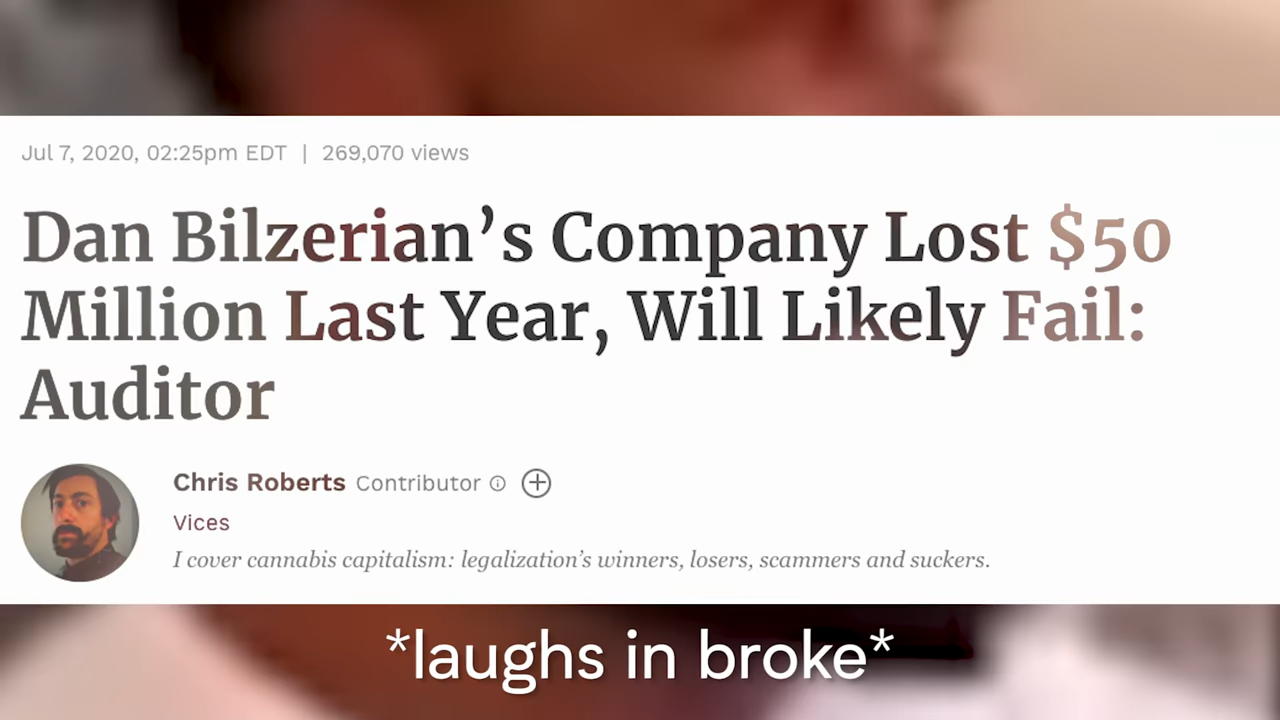 Jul 7, 2020, 02:25pm EDT | 269,070 views
Dan Bilzerian’s Company Lost $50
Million Last Year, Will Likely Fail:
Auditor
Chris Roberts Contributor
Vices
I cover cannabis capitalism: legalization’s winners, losers, scammers and suckers.
*laughs in broke*